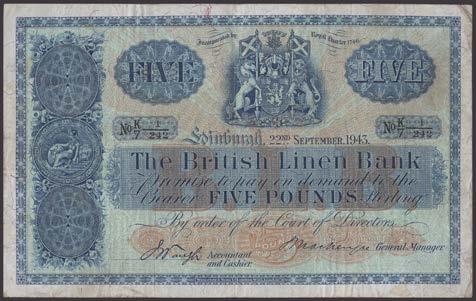 Incorporated by Royal Charter 1746.
FIVE FIVE
No K/7 1/242 No K/7 1/242
Edinburgh, 22ND SEPTEMBER, 1943.
The British Linen Bank
Promise to pay on demand to the
Bearer FIVE POUNDS Sterling
By order of the Court of Directors
Accountant and Cashier. General Manager